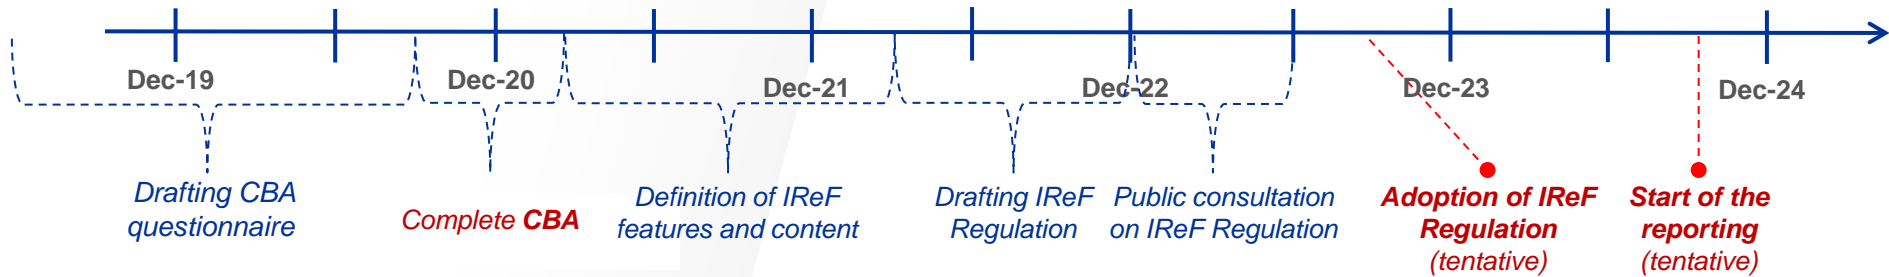 Dec-19
Dec-20
Dec-21
Dec-22
Dec-23
Dec-24
Drafting CBA
questionnaire
Complete CBA
Definition of IReF
features and content
Drafting IReF
Regulation
Public consultation
on IReF Regulation
Adoption of IReF
Regulation
(tentative)
Start of the
reporting
(tentative)